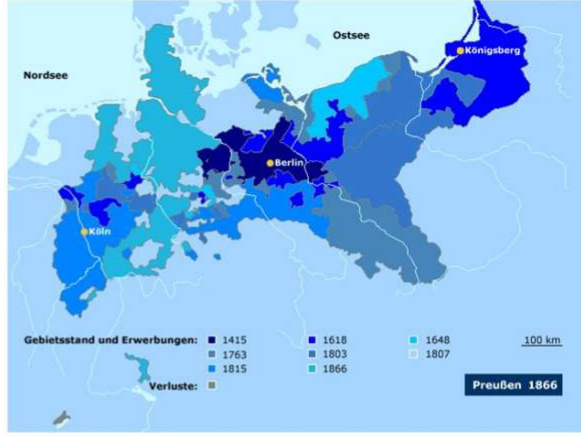 Ostsee
Königsberg
Nordsee
Berlin
Köln
Gebietsstand und Erwerbungen: 1415 1618 1648
1763 1803 1807
1815 1866
100 km
Verluste:
Preußen 1866